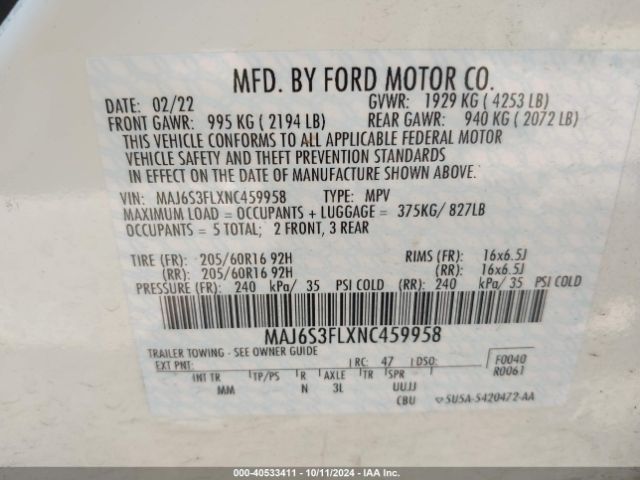 MFD. BY FORD MOTOR CO.
DATE: 02/22 GVWR: 1929 KG ( 4253 LB)
FRONT GAWR: 995 KG ( 2194 LB) REAR GAWR: 940 KG ( 2072 LB)
THIS VEHICLE CONFORMS TO ALL APPLICABLE FEDERAL MOTOR
VEHICLE SAFETY AND THEFT PREVENTION STANDARDS
IN EFFECT ON THE DATE OF MANUFACTURE SHOWN ABOVE.
VIN: MAJ6S3FLXNC459958 TYPE: MPV
MAXIMUM LOAD = OCCUPANTS + LUGGAGE = 375KG/ 827LB
OCCUPANTS = 5 TOTAL; 2 FRONT, 3 REAR
TIRE (FR): 205/60R16 92H RIMS (FR): 16x6.5J
(RR): 205/60R16 92H (RR): 16x6.5J
PRESSURE (FR): 240 kPa/ 35 PSI COLD (RR): 240 kPa/ 35 PSI COLD
MAJ6S3FLXNC459958
TRAILER TOWING - SEE OWNER GUIDE
EXT PNT: RC: 47 DSO: F0040
R0061
INT TR TP/PS R AXLE TR SPR
MM N 3L UUJJ
CBU SU5A-5420472-AA
000-40533411 - 10/11/2024 - IAA Inc.